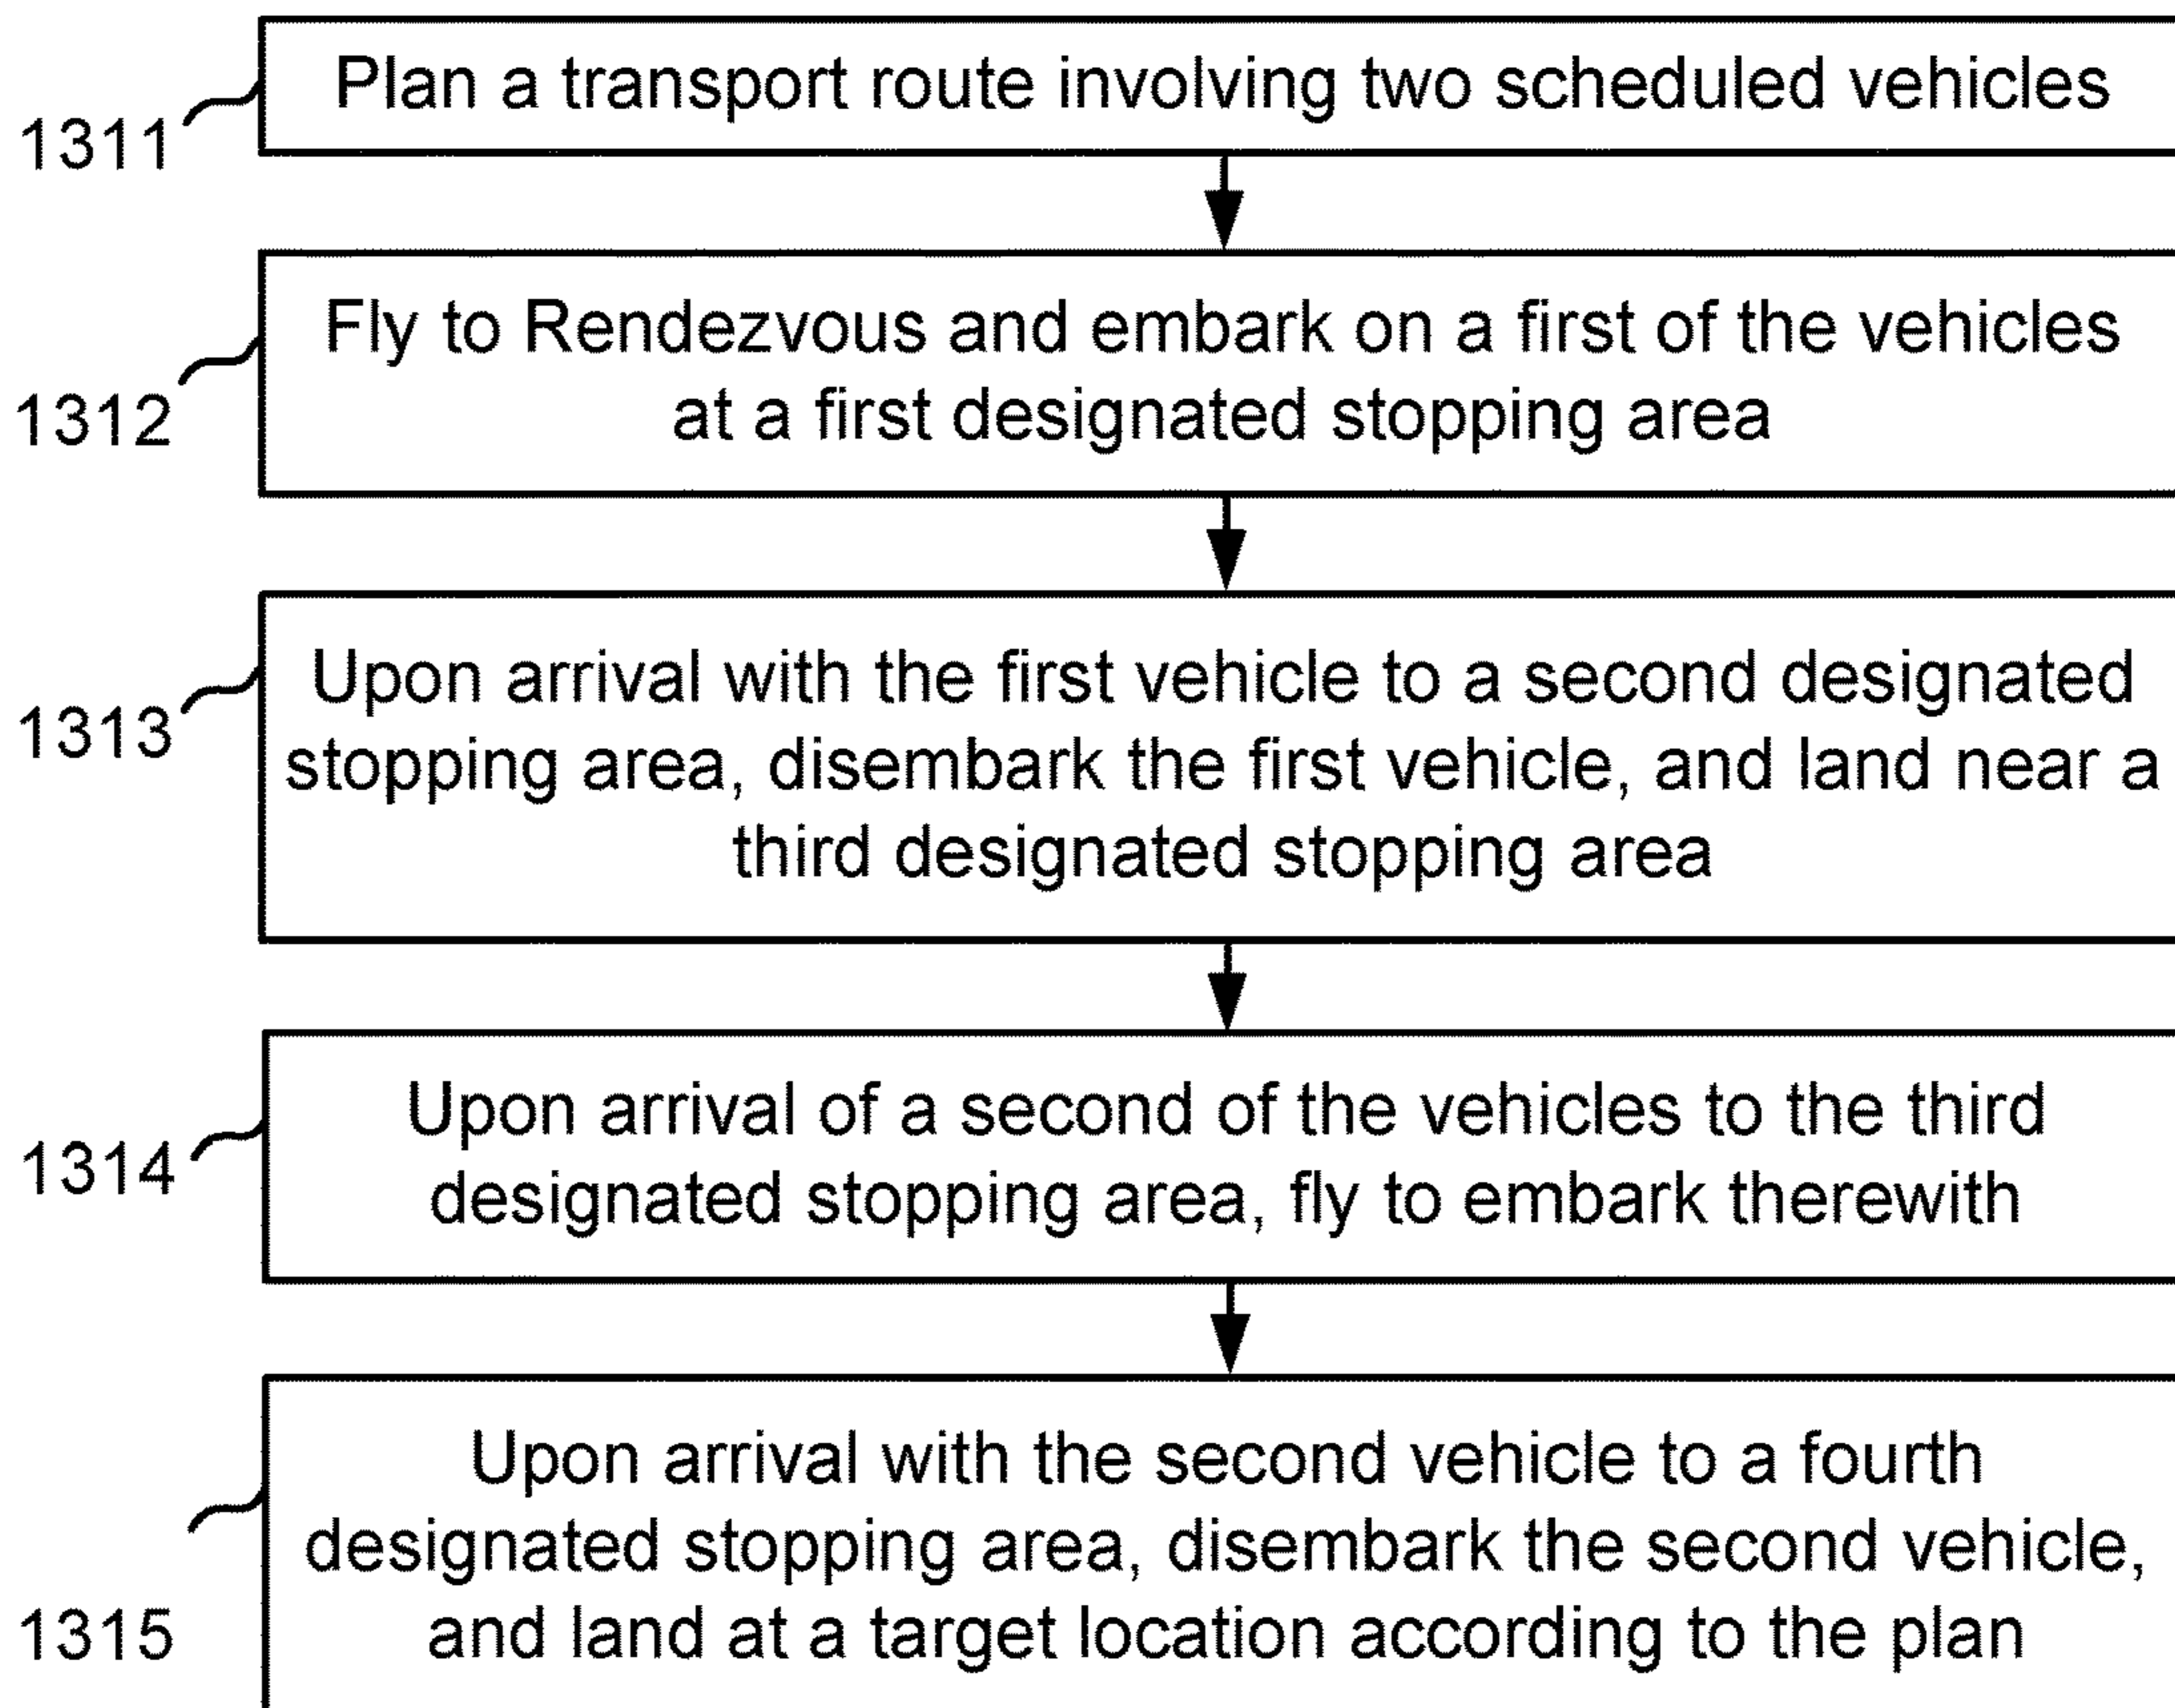 Plan a transport route involving two scheduled vehicles
1311
Fly to Rendezvous and embark on a first of the vehicles
at a first designated stopping area
1312
Upon arrival with the first vehicle to a second designated
stopping area, disembark the first vehicle, and land near a
third designated stopping area
1313
Upon arrival of a second of the vehicles to the third
designated stopping area, fly to embark therewith
1314
Upon arrival with the second vehicle to a fourth
designated stopping area, disembark the second vehicle,
and land at a target location according to the plan
1315